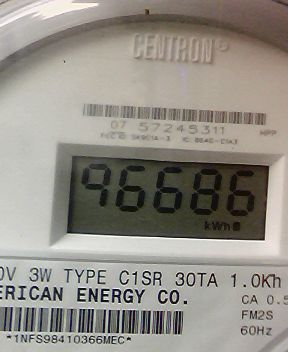 CENTRON®
07 57245311 HPP
96686
kWh
0V 3W TYPE C1SR 30TA 1.0Kh
ERICAN ENERGY CO.
CA 0.5
FM2S
60Hz
*1NFS98410366MEC*